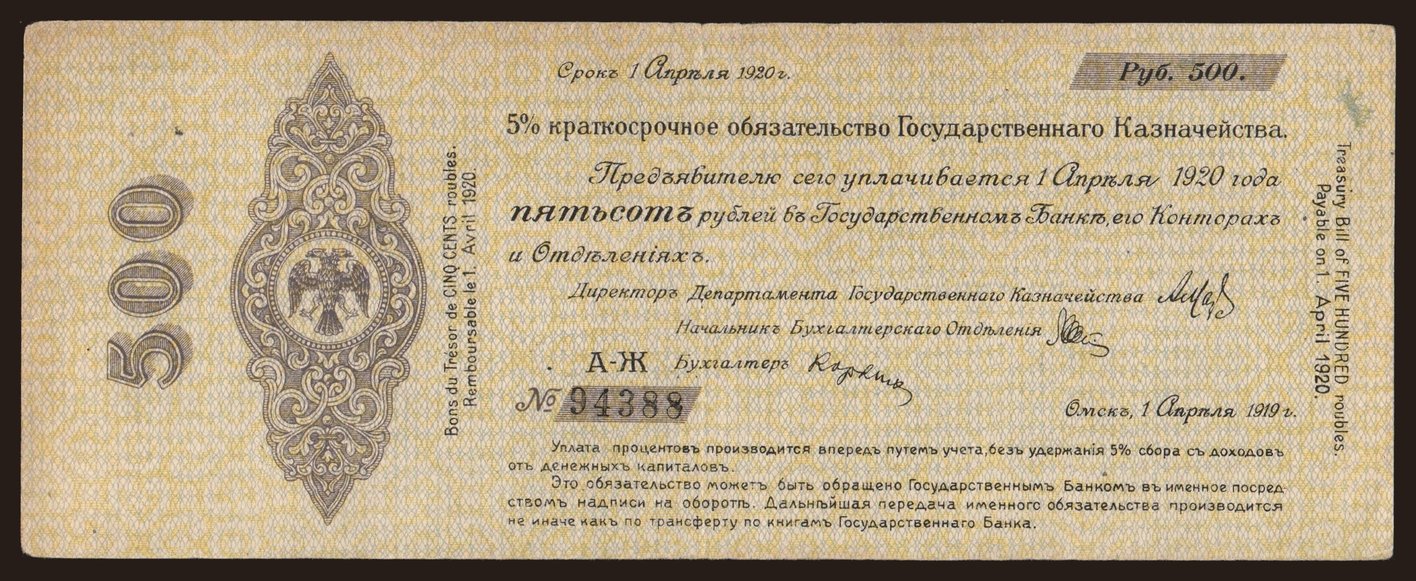 500
Bons du Trésor de CINQ CENTS roubles.
Remboursable le 1. Avril 1920.
Срокъ 1 Апрѣля 1920 г.
Руб. 500.
5% краткосрочное обязательство Государственнаго Казначейства.
Предъявителю сего уплачивается 1 Апрѣля 1920 года
пятьсотъ рублей въ Государственномъ Банкѣ, его Конторахъ
и Отдѣленіяхъ.
Директоръ Департамента Государственнаго Казначейства
Начальникъ Бухгалтерскаго Отдѣленія
А-Ж Бухгалтеръ
№ 94388
Омскъ, 1 Апрѣля 1919 г.
Уплата процентовъ производится впередъ путемъ учета, безъ удержанія 5% сбора съ доходовъ
отъ денежныхъ капиталовъ.
Это обязательство можетъ быть обращено Государственнымъ Банкомъ въ именное посред-
ствомъ надписи на оборотѣ. Дальнѣйшая передача именного обязательства производится
не иначе какъ по трансферту по книгамъ Государственнаго Банка.
Treasury Bill of FIVE HUNDRED roubles.
Payable on 1. April 1920.